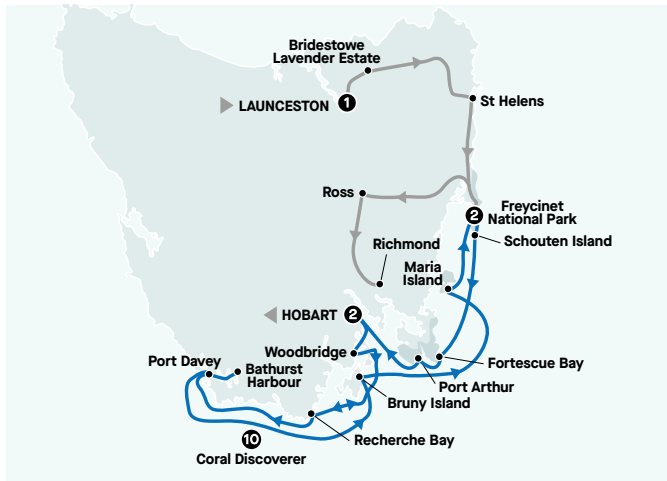 Bridestowe
Lavender Estate
LAUNCESTON
1
St Helens
Ross
2
Freycinet
National Park
Schouten Island
Richmond
Maria
Island
HOBART
2
Woodbridge
Fortescue Bay
Port Davey
Bathurst
Harbour
Port Arthur
Bruny Island
Recherche Bay
10
Coral Discoverer